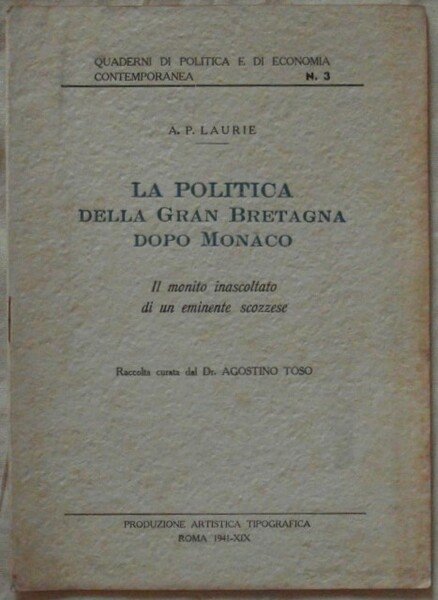 QUADERNI DI POLITICA E DI ECONOMIA
CONTEMPORANEA N. 3
A. P. LAURIE
LA POLITICA
DELLA GRAN BRETAGNA
DOPO MONACO
Il monito inascoltato
di un eminente scozzese
Raccolta curata dal Dr. AGOSTINO TOSO
PRODUZIONE ARTISTICA TIPOGRAFICA
ROMA 1941-XIX